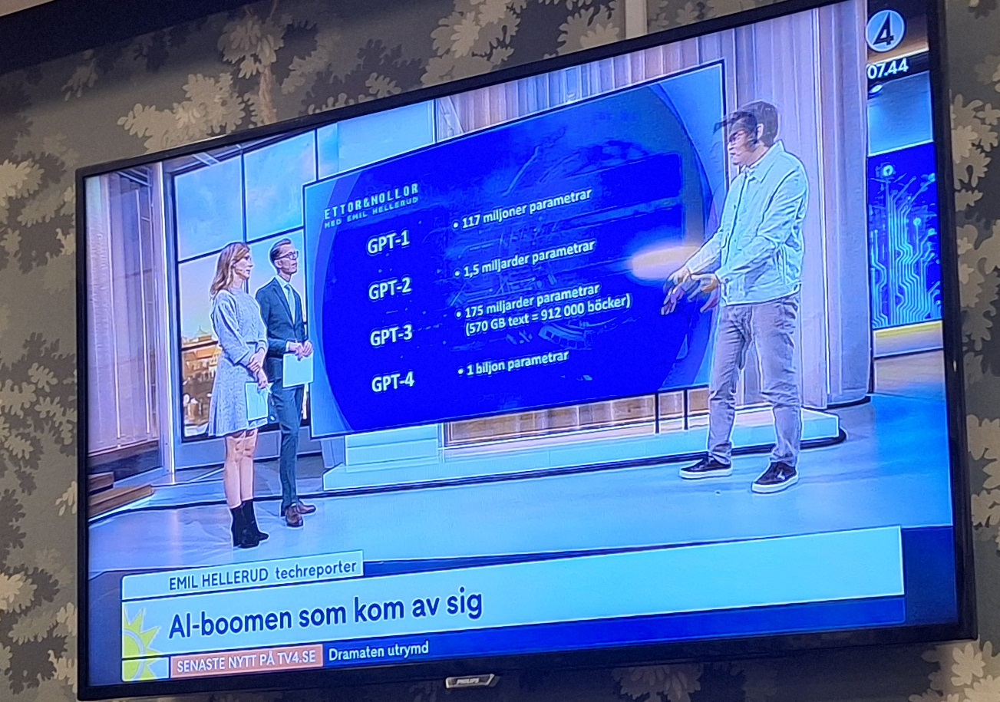 4
07.44
ETTOR&NOLLOR
MED EMIL HELLERUD
GPT-1
• 117 miljoner parametrar
GPT-2
• 1,5 miljarder parametrar
GPT-3
• 175 miljarder parametrar
(570 GB text = 912 000 böcker)
GPT-4
• 1 biljon parametrar
EMIL HELLERUD techreporter
AI-boomen som kom av sig
SENASTE NYTT PÅ TV4.SE Dramaten utrymd
PHILIPS